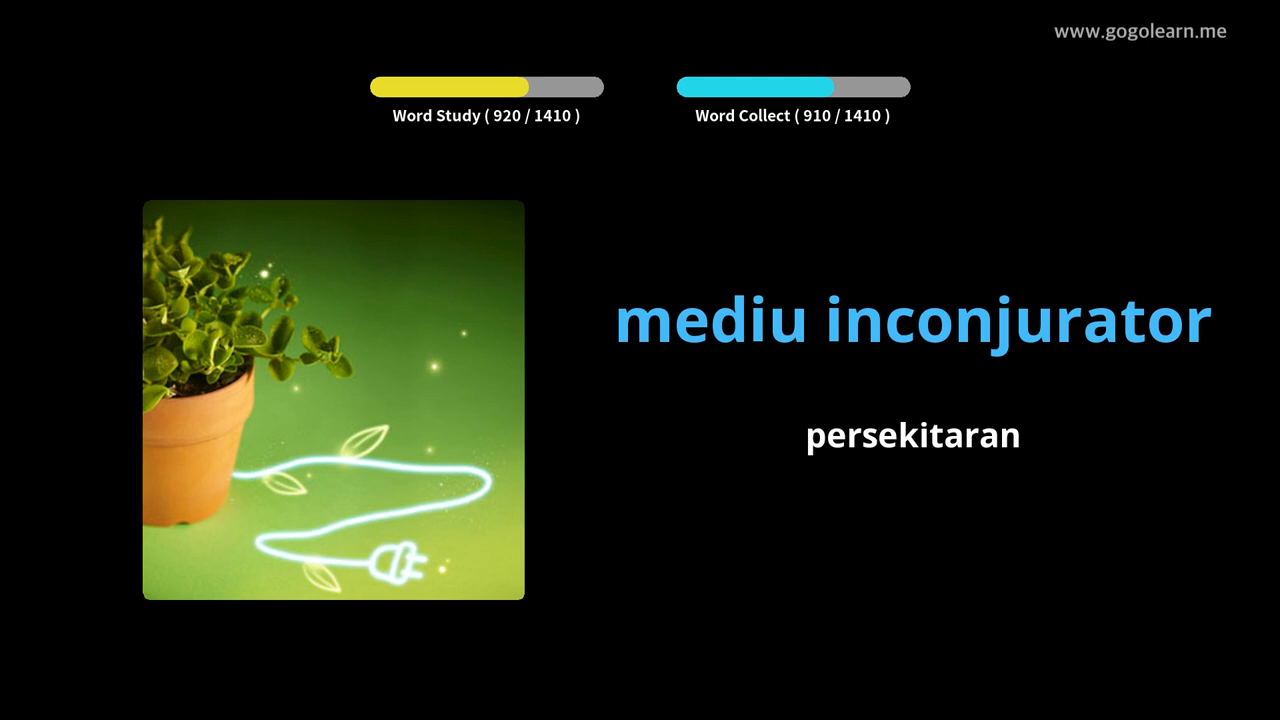 www.gogolearn.me
Word Study ( 920 / 1410 )
Word Collect ( 910 / 1410 )
mediu inconjurator
persekitaran